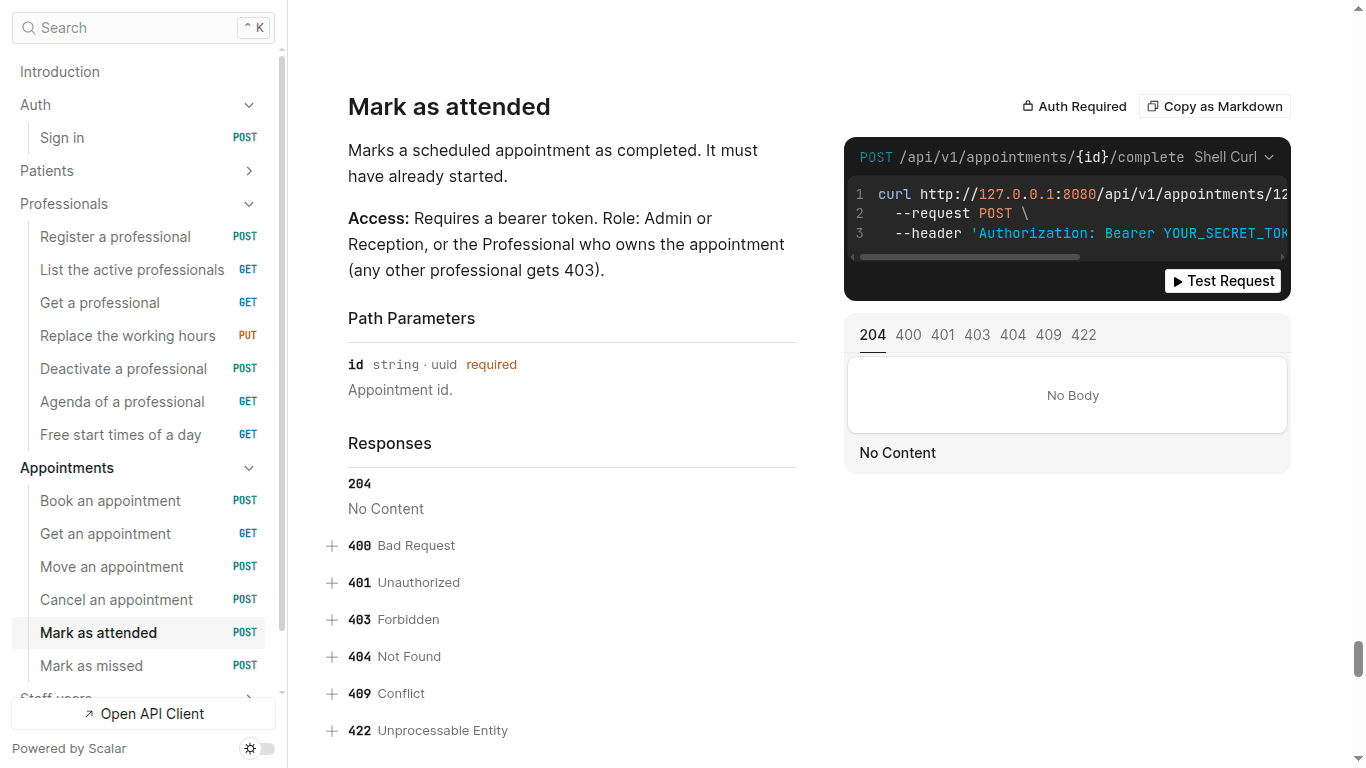 Search
⌃ K
Introduction
Auth
Sign in POST
Patients
Professionals
Register a professional POST
List the active professionals GET
Get a professional GET
Replace the working hours PUT
Deactivate a professional POST
Agenda of a professional GET
Free start times of a day GET
Appointments
Book an appointment POST
Get an appointment GET
Move an appointment POST
Cancel an appointment POST
Mark as attended POST
Mark as missed POST
Staff users
Open API Client
Powered by Scalar
Mark as attended
Marks a scheduled appointment as completed. It must
have already started.
Access: Requires a bearer token. Role: Admin or
Reception, or the Professional who owns the appointment
(any other professional gets 403).
Path Parameters
id string · uuid required
Appointment id.
Responses
204
No Content
400 Bad Request
401 Unauthorized
403 Forbidden
404 Not Found
409 Conflict
422 Unprocessable Entity
Auth Required
Copy as Markdown
POST /api/v1/appointments/{id}/complete Shell Curl
1 curl http://127.0.0.1:8080/api/v1/appointments/12
2 --request POST \
3 --header 'Authorization: Bearer YOUR_SECRET_TOK
Test Request
204 400 401 403 404 409 422
No Body
No Content